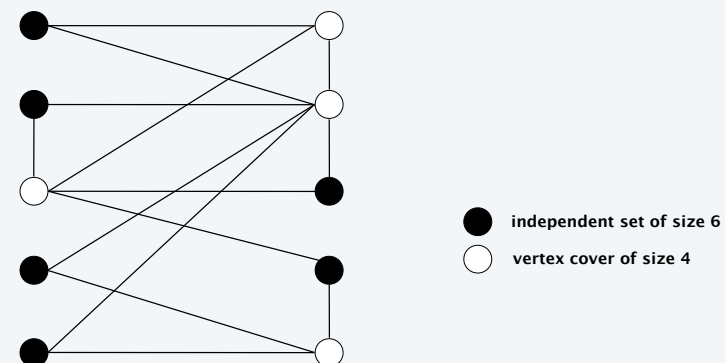 independent set of size 6
vertex cover of size 4